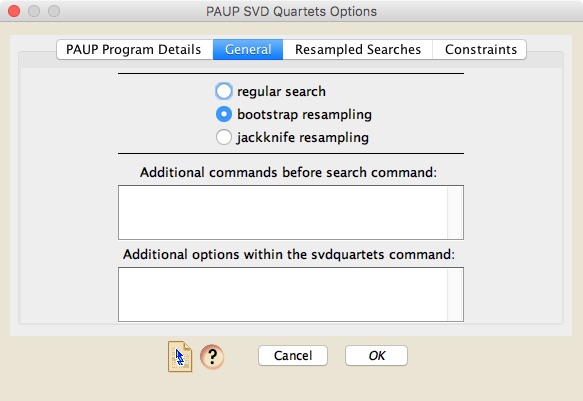 PAUP SVD Quartets Options
PAUP Program Details General Resampled Searches Constraints
regular search
bootstrap resampling
jackknife resampling
Additional commands before search command:
Additional options within the svdquartets command:
? Cancel OK